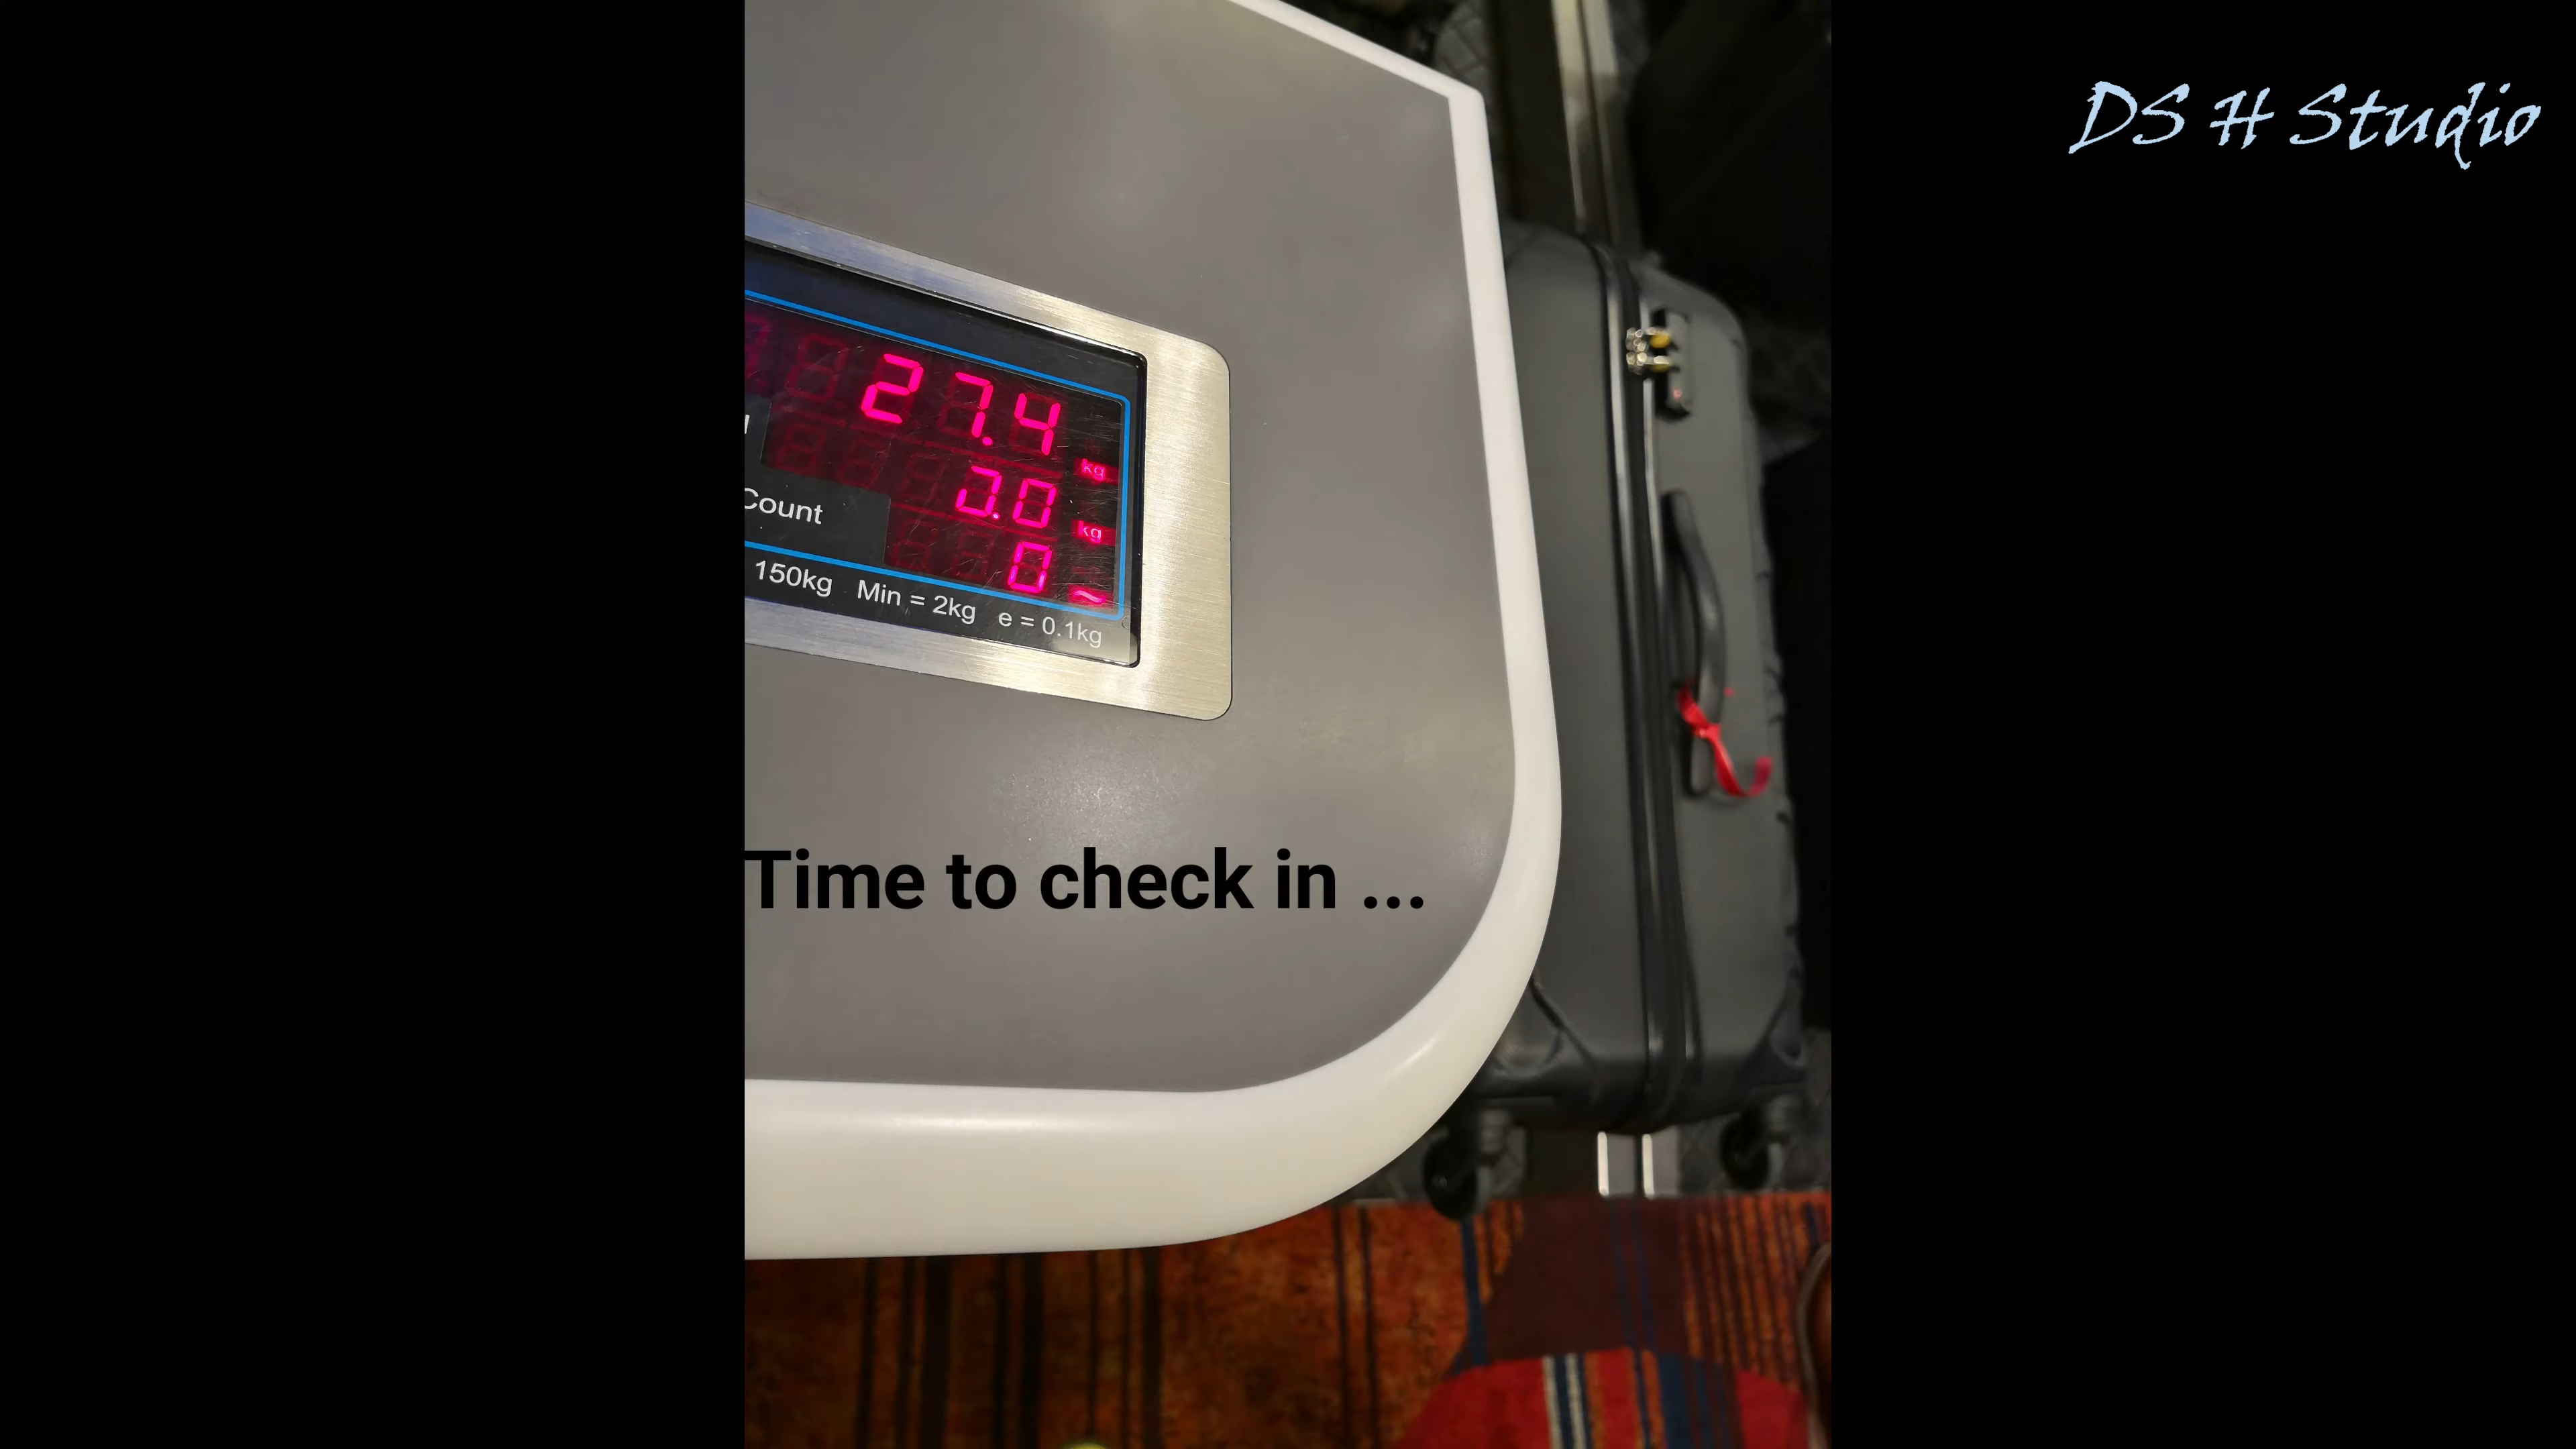 DS H Studio
27.4 kg
0.0 kg
Count 0
150kg Min = 2kg e = 0.1kg
Time to check in ...